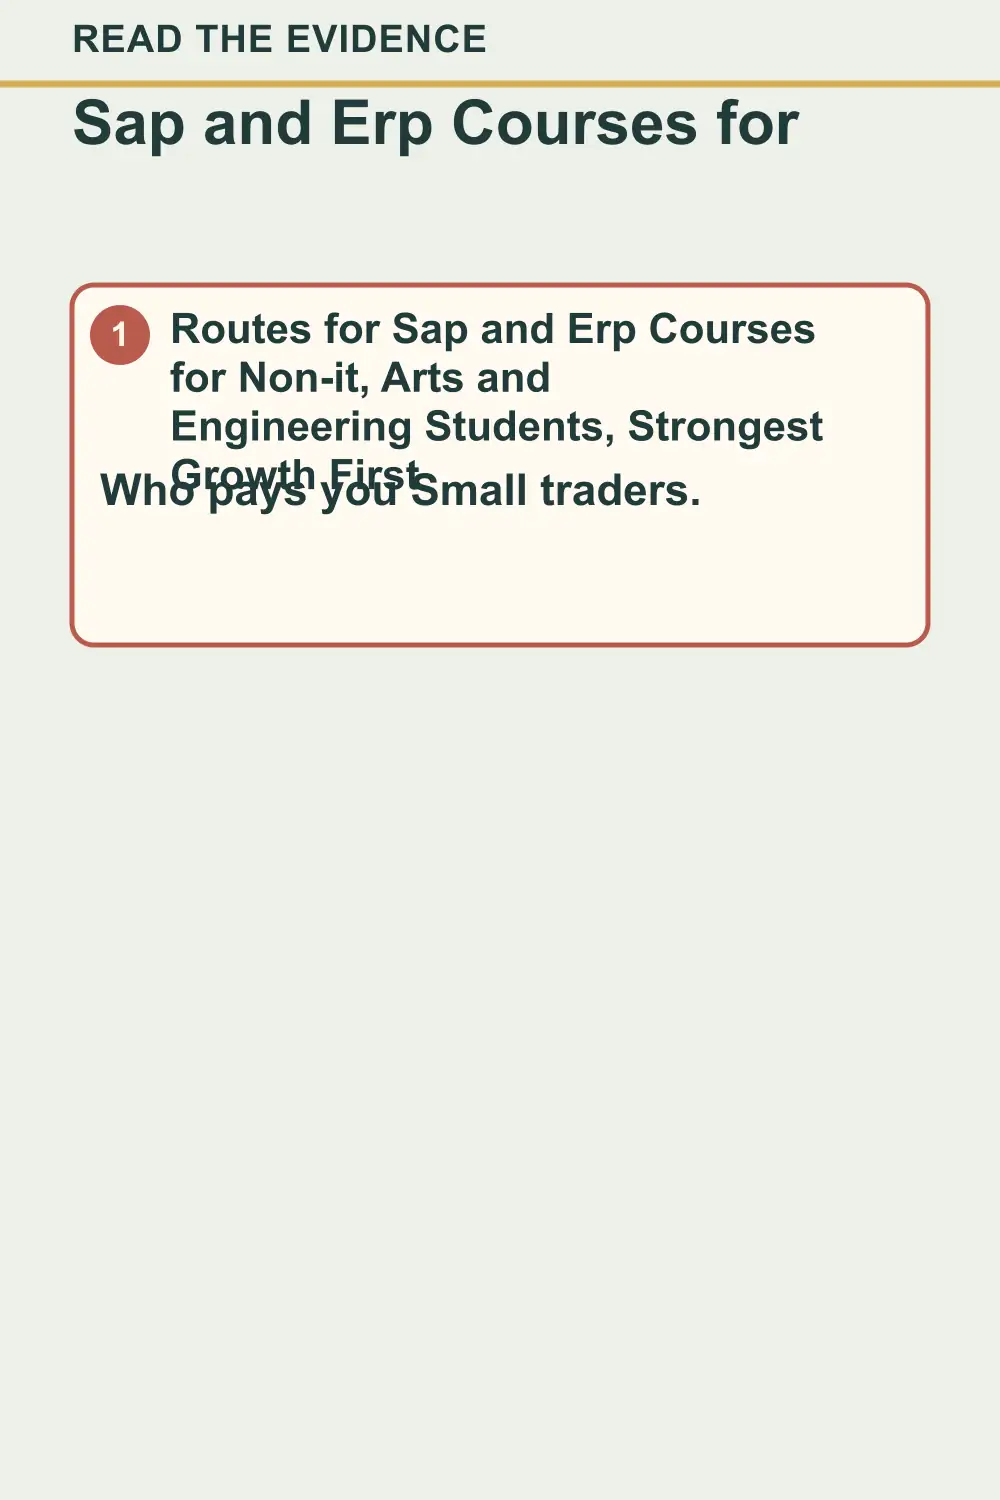 READ THE EVIDENCE
Sap and Erp Courses for
1
Routes for Sap and Erp Courses
for Non-it, Arts and
Engineering Students, Strongest
Growth First
Who pays you Small traders.